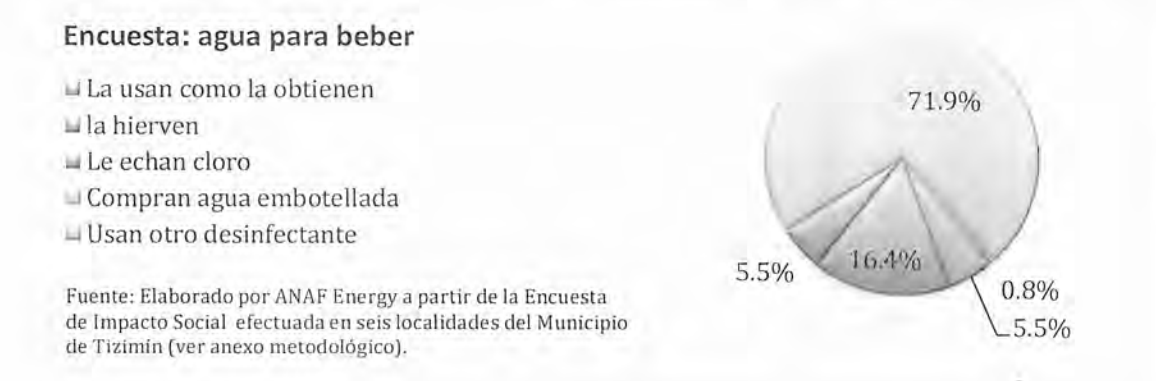 Encuesta: agua para beber
La usan como la obtienen
la hierven
Le echan cloro
Compran agua embotellada
Usan otro desinfectante
Fuente: Elaborado por ANAF Energy a partir de la Encuesta
de Impacto Social efectuada en seis localidades del Municipio
de Tizimín (ver anexo metodológico).
71.9%
5.5%
16.4%
0.8%
5.5%